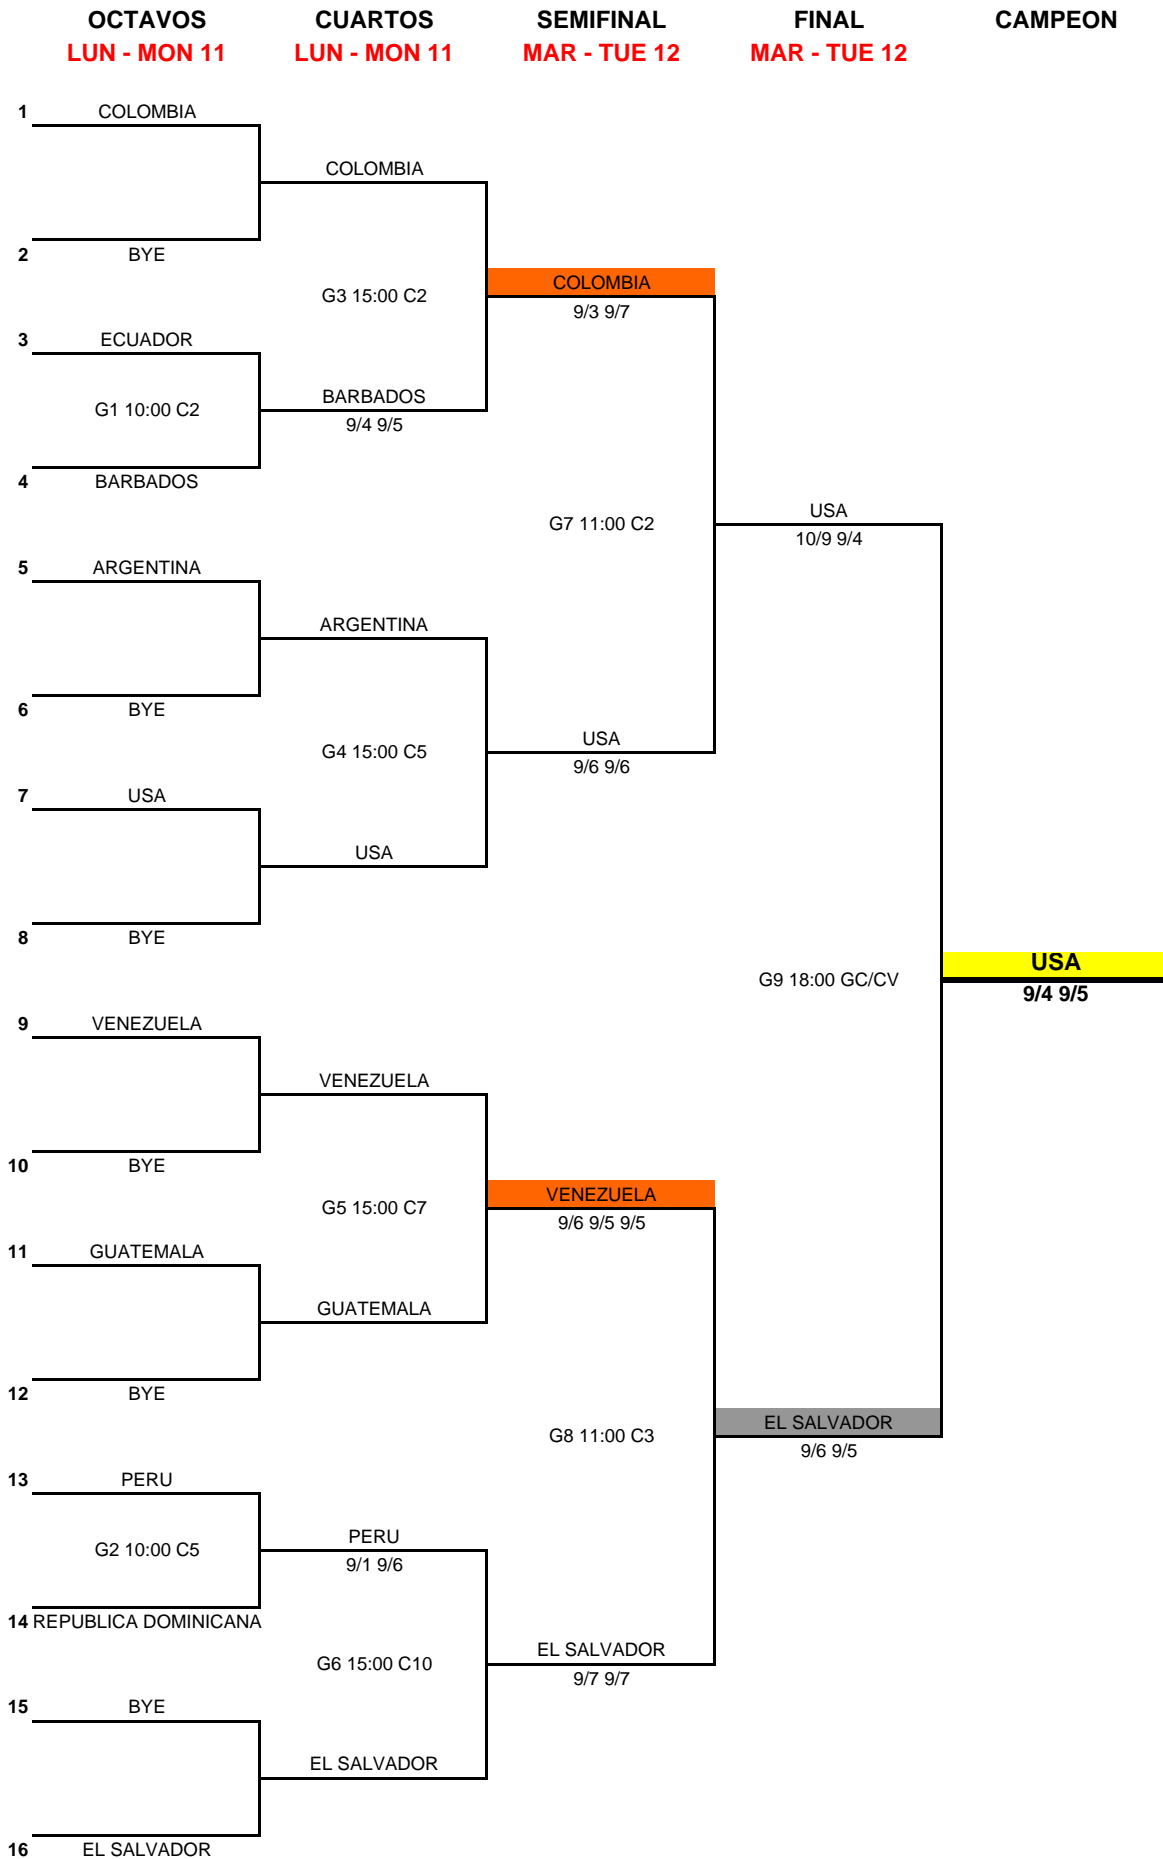 OCTAVOS CUARTOS SEMIFINAL FINAL CAMPEON
LUN - MON 11 LUN - MON 11 MAR - TUE 12 MAR - TUE 12
1 COLOMBIA
COLOMBIA
2 BYE
G3 15:00 C2
COLOMBIA
9/3 9/7
3 ECUADOR
G1 10:00 C2
BARBADOS
9/4 9/5
4 BARBADOS
G7 11:00 C2
USA
10/9 9/4
5 ARGENTINA
ARGENTINA
6 BYE
G4 15:00 C5
USA
9/6 9/6
7 USA
USA
8 BYE
G9 18:00 GC/CV
USA
9/4 9/5
9 VENEZUELA
VENEZUELA
10 BYE
G5 15:00 C7
VENEZUELA
9/6 9/5 9/5
11 GUATEMALA
GUATEMALA
12 BYE
G8 11:00 C3
EL SALVADOR
9/6 9/5
13 PERU
G2 10:00 C5
PERU
9/1 9/6
14 REPUBLICA DOMINICANA
G6 15:00 C10
EL SALVADOR
9/7 9/7
15 BYE
EL SALVADOR
16 EL SALVADOR